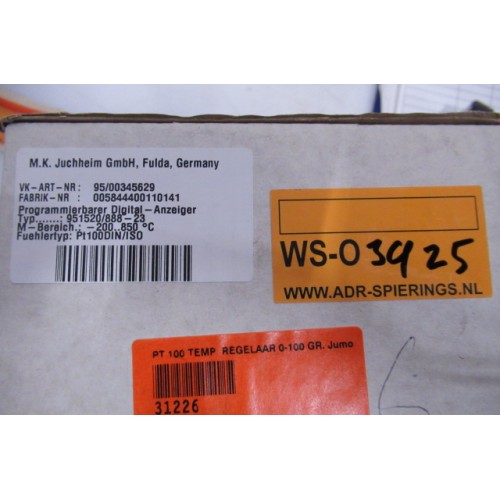 M.K. Juchheim GmbH, Fulda, Germany
VK-ART-NR : 95/00345629
FABRIK-NR : 005844400110141
Programmierbarer Digital-Anzeiger
Typ......: 951520/888-23
M-Bereich.: -200..850 °C
Fuehlertyp: Pt100DIN/ISO
WS-O 3925
WWW.ADR-SPIERINGS.NL
PT 100 TEMP REGELAAR 0-100 GR. Jumo
31226